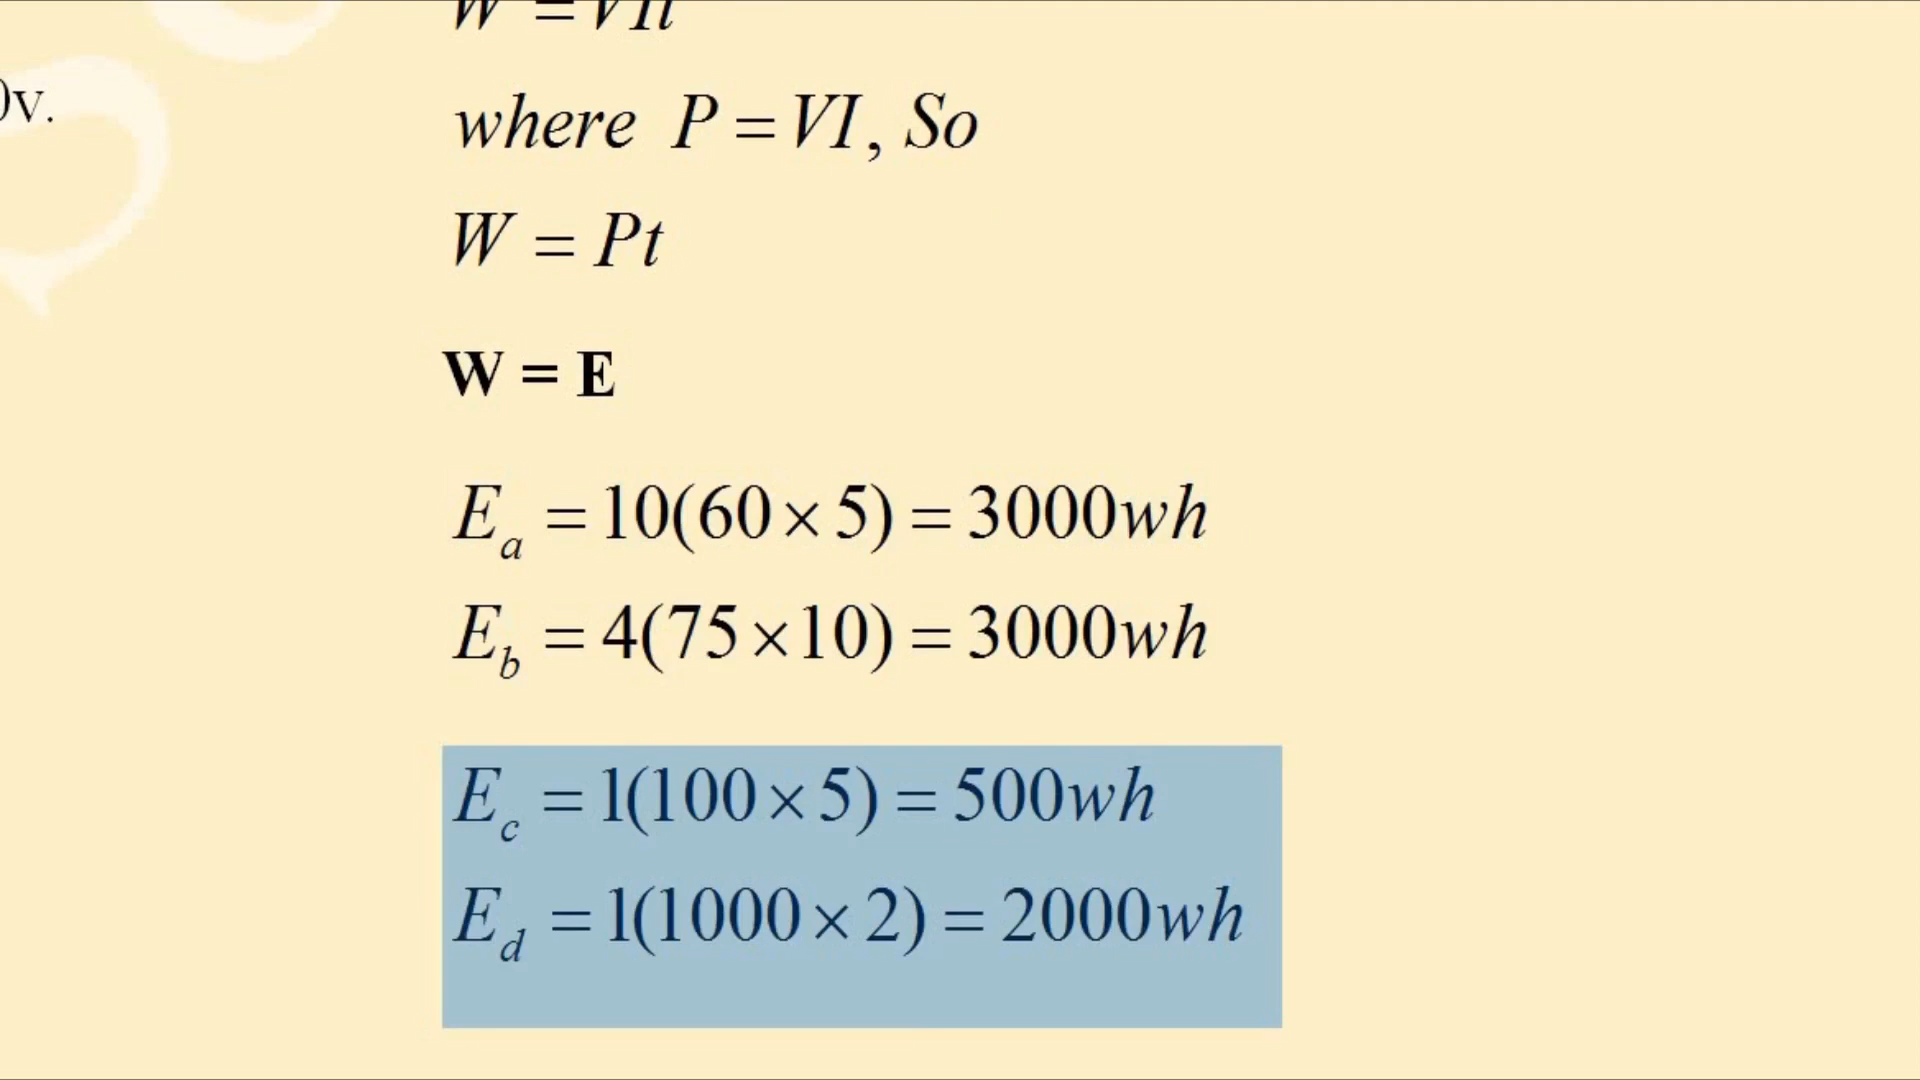 W = VIt
v.
where P = VI, So
W = Pt
W = E
E_a = 10(60 × 5) = 3000wh
E_b = 4(75 × 10) = 3000wh
E_c = 1(100 × 5) = 500wh
E_d = 1(1000 × 2) = 2000wh